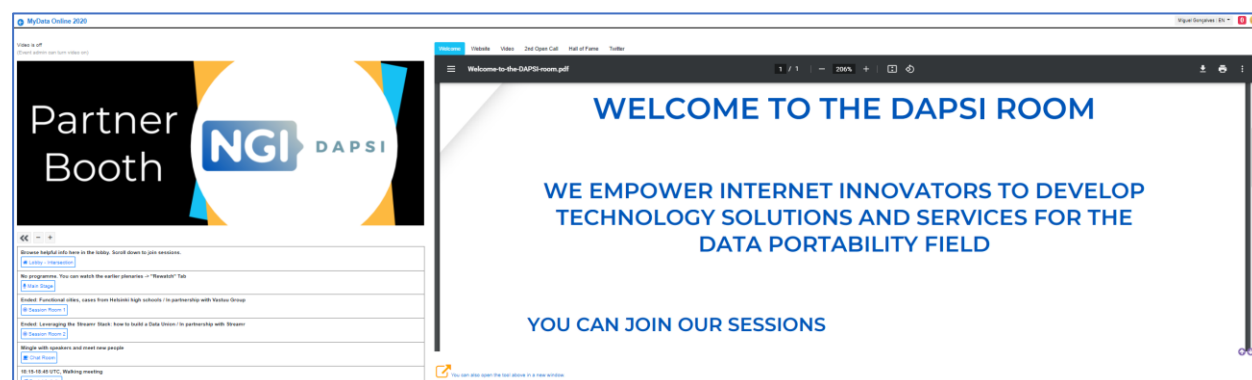 MyData Online 2020
Miguel Gonçalves : EN
0
Video is off
(Event admin can turn video on)
Partner
Booth
NGI DAPSI
Browse helpful info here in the lobby. Scroll down to join sessions.
Lobby - Intersection
No programme. You can watch the earlier plenaries -> "Rewatch" Tab
Main Stage
Ended: Functional cities, cases from Helsinki high schools / In partnership with Vastuu Group
Session Room 1
Ended: Leveraging the Streamr Stack: how to build a Data Union / In partnership with Streamr
Session Room 2
Mingle with speakers and meet new people
Chat Room
15:15-15:45 UTC, Walking meeting
Welcome Website Video 2nd Open Call Hall of Fame Twitter
Welcome-to-the-DAPSI-room.pdf 1 / 1 - 206% +
WELCOME TO THE DAPSI ROOM
WE EMPOWER INTERNET INNOVATORS TO DEVELOP
TECHNOLOGY SOLUTIONS AND SERVICES FOR THE
DATA PORTABILITY FIELD
YOU CAN JOIN OUR SESSIONS
You can also open the tab above in a new window